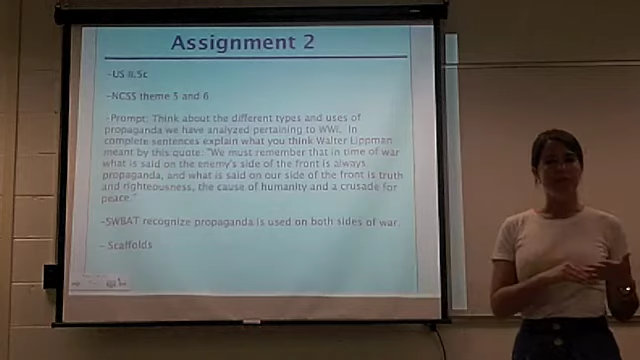 Assignment 2
-US II.5c
-NCSS theme 5 and 6
-Prompt: Think about the different types and uses of
propaganda we have analyzed pertaining to WWI. In
complete sentences explain what you think Walter Lippman
meant by this quote: "We must remember that in time of war
what is said on the enemy's side of the front is always
propaganda, and what is said on our side of the front is truth
and righteousness, the cause of humanity and a crusade for
peace."
-SWBAT recognize propaganda is used on both sides of war.
- Scaffolds